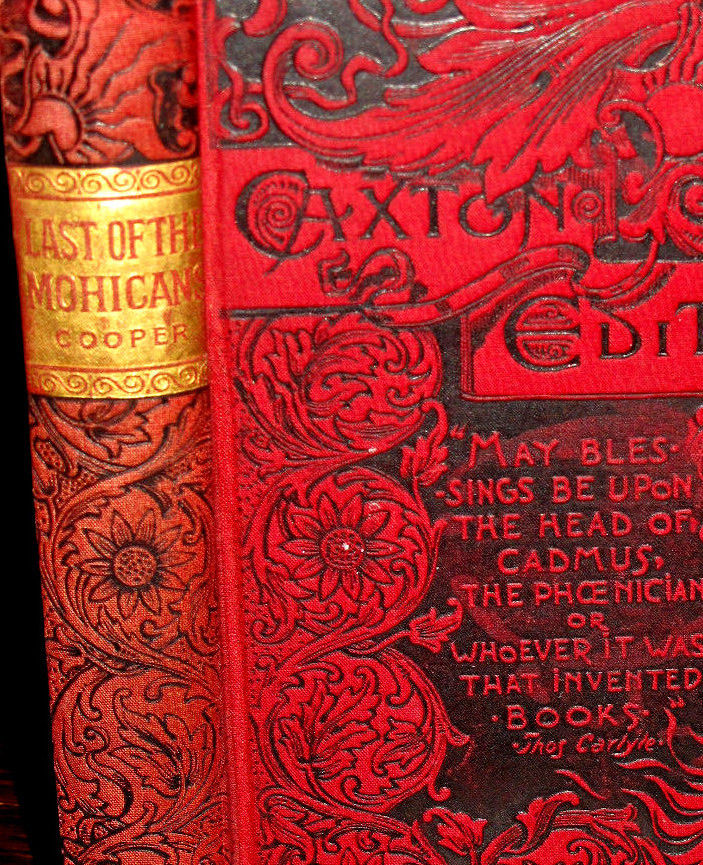 LAST OF THE
MOHICANS
COOPER
CAXTON
EDIT
"MAY BLES-
SINGS BE UPON
THE HEAD OF
CADMUS,
THE PHŒNICIAN
OR
WHOEVER IT WAS
THAT INVENTED
·BOOKS·"
Thos Carlyle·